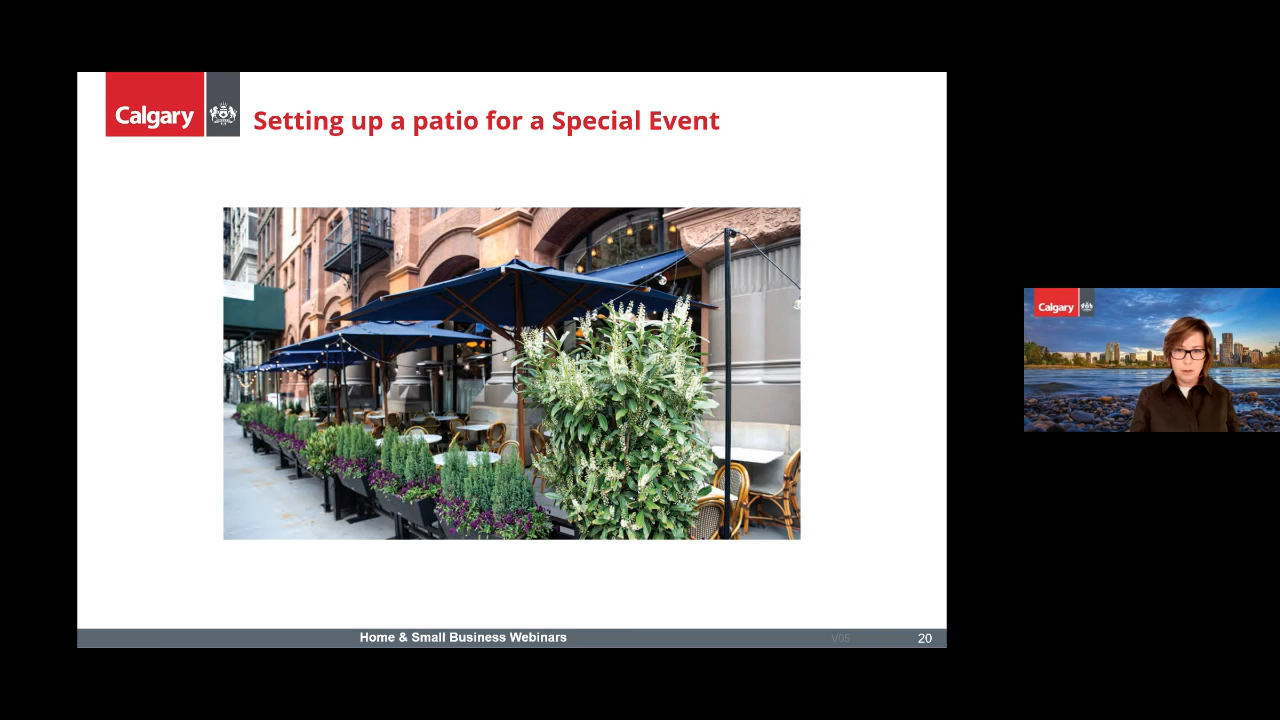 Calgary
Setting up a patio for a Special Event
Calgary
Home & Small Business Webinars
V05
20